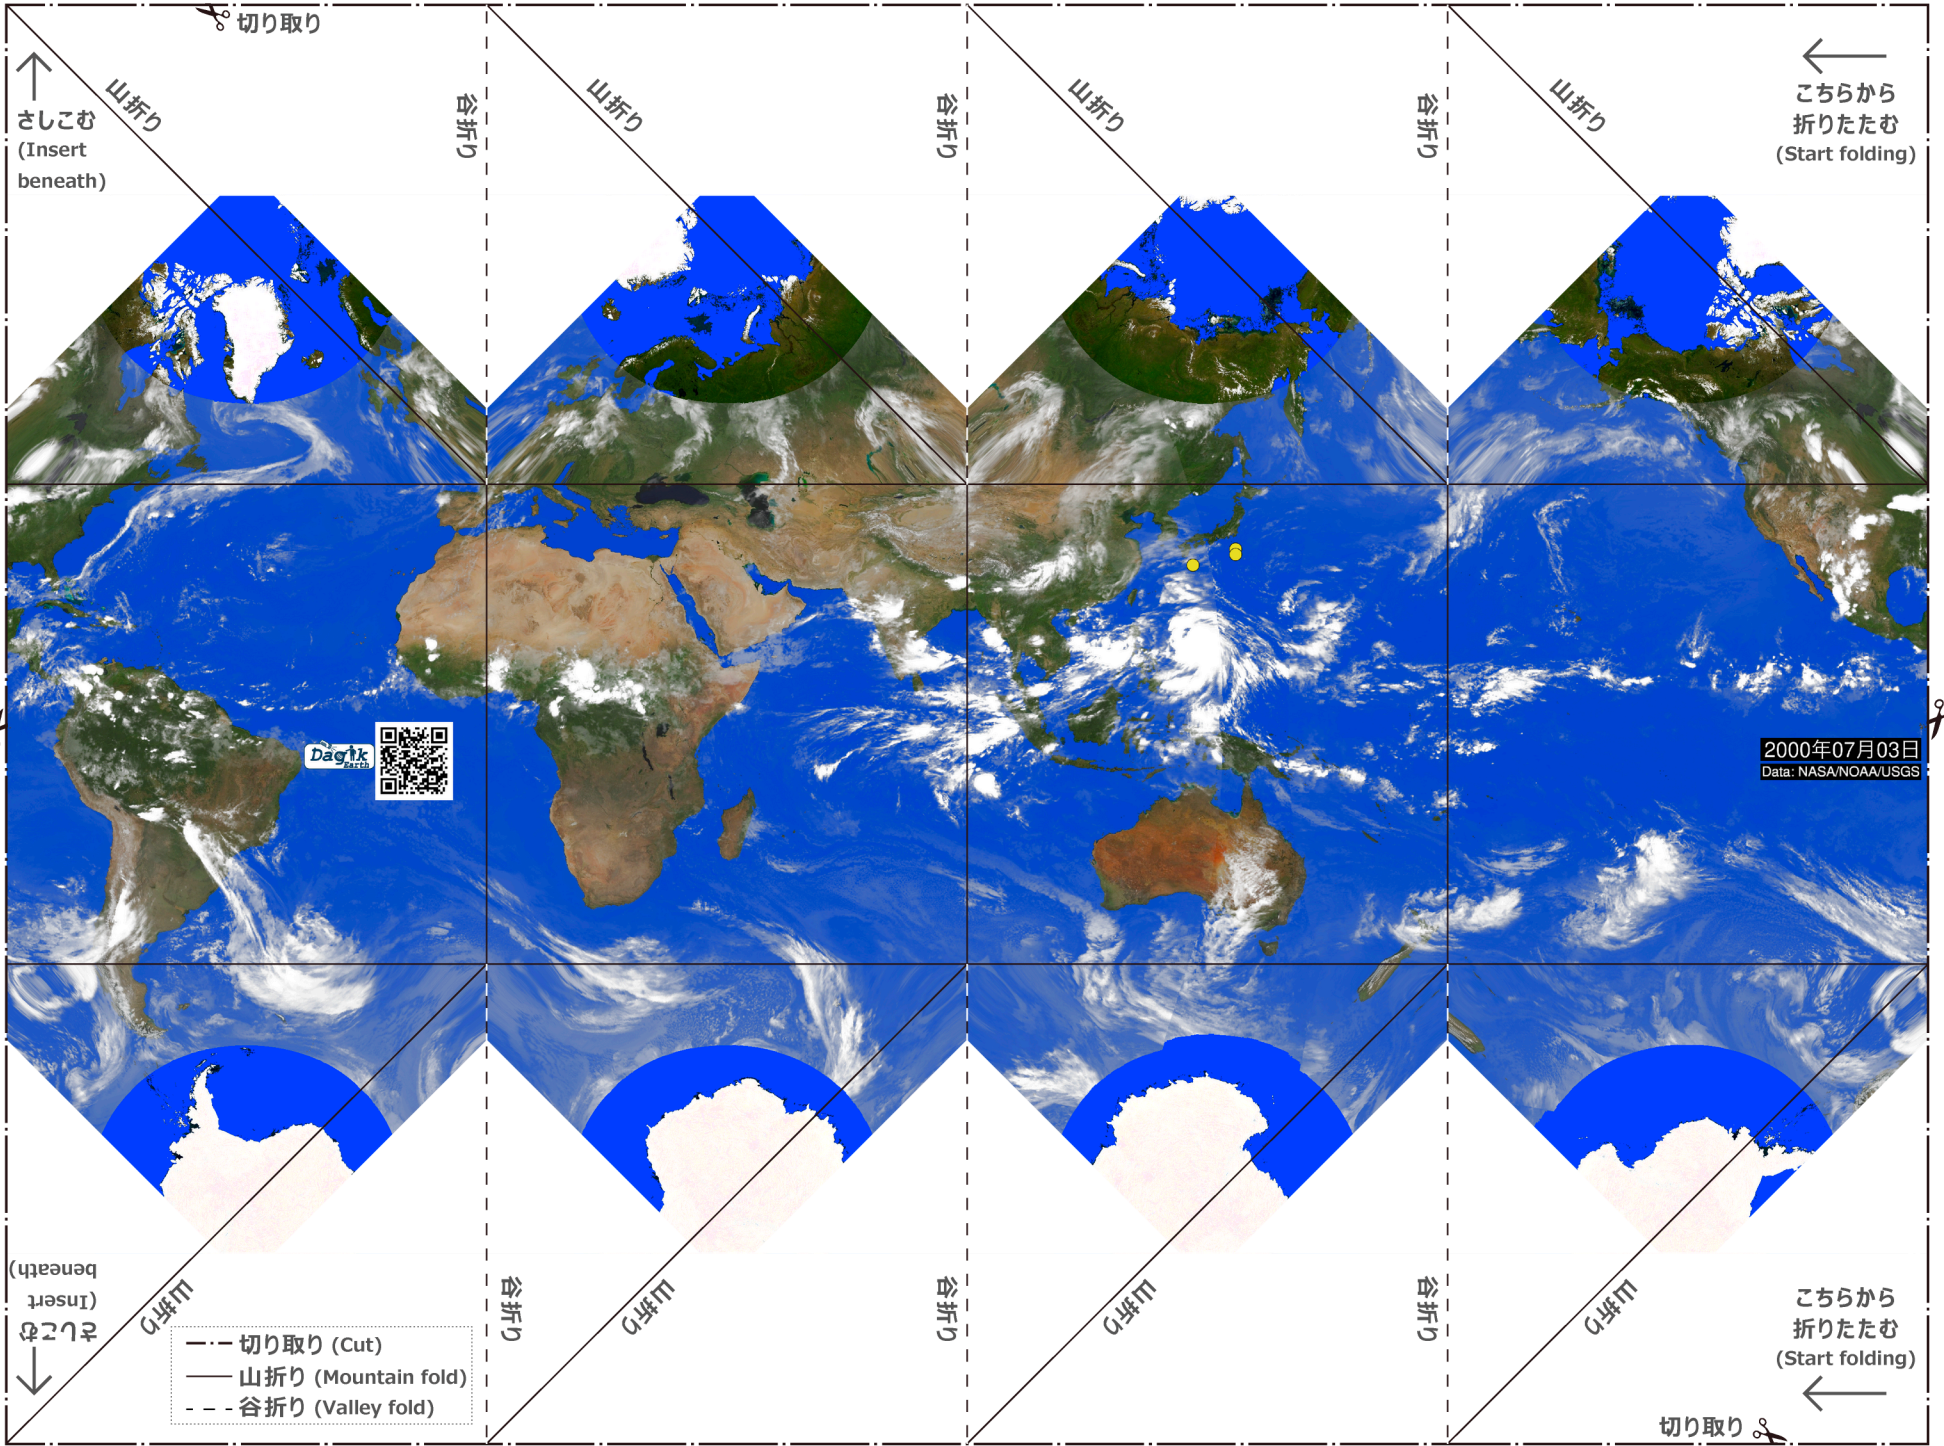 切り取り
山折り
谷折り
山折り
谷折り
山折り
谷折り
山折り
さしこむ
(Insert
beneath)
こちらから
折りたたむ
(Start folding)
Dagik
Earth
2000年07月03日
Data: NASA/NOAA/USGS
さしこむ
(Insert
beneath)
山折り
谷折り
山折り
谷折り
山折り
谷折り
山折り
こちらから
折りたたむ
(Start folding)
切り取り (Cut)
山折り (Mountain fold)
谷折り (Valley fold)
切り取り